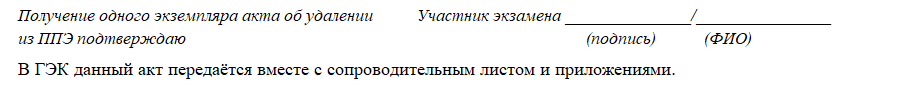 Получение одного экземпляра акта об удалении Участник экзамена ______________/_______________
из ППЭ подтверждаю (подпись) (ФИО)
В ГЭК данный акт передаётся вместе с сопроводительным листом и приложениями.